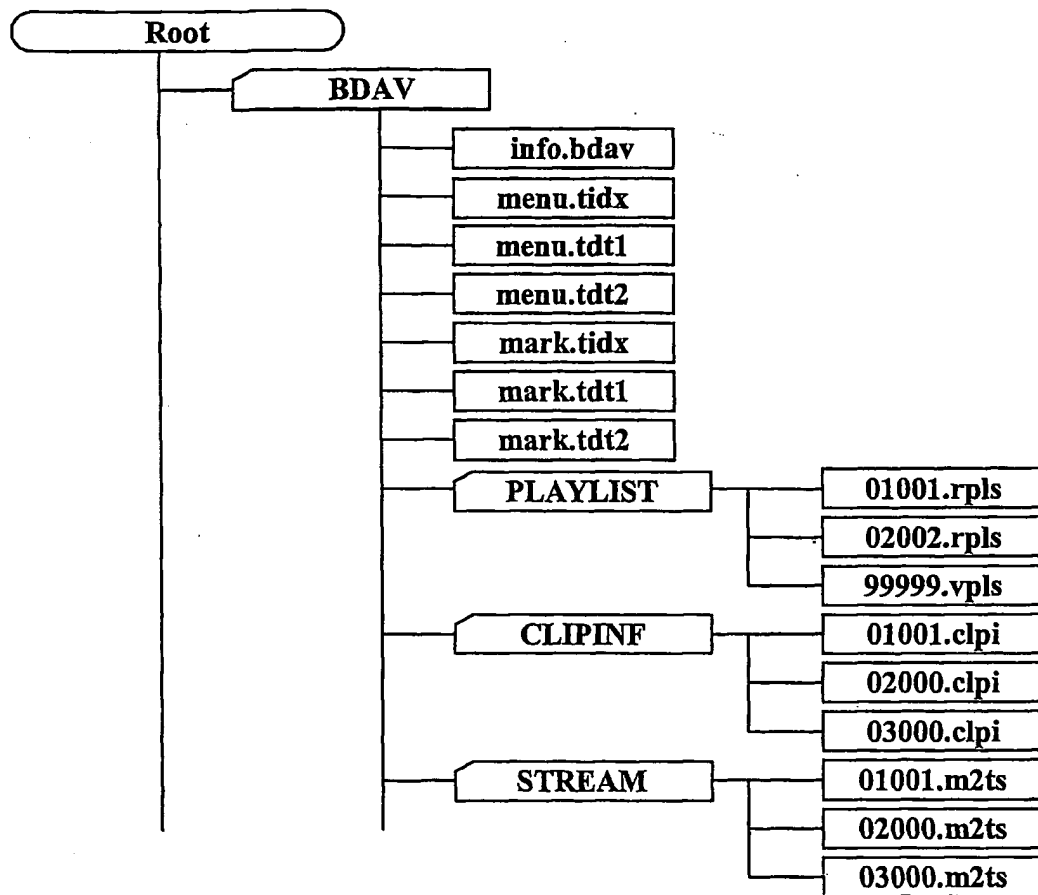 Root
BDAV
info.bdav
menu.tidx
menu.tdt1
menu.tdt2
mark.tidx
mark.tdt1
mark.tdt2
PLAYLIST
01001.rpls
02002.rpls
99999.vpls
CLIPINF
01001.clpi
02000.clpi
03000.clpi
STREAM
01001.m2ts
02000.m2ts
03000.m2ts